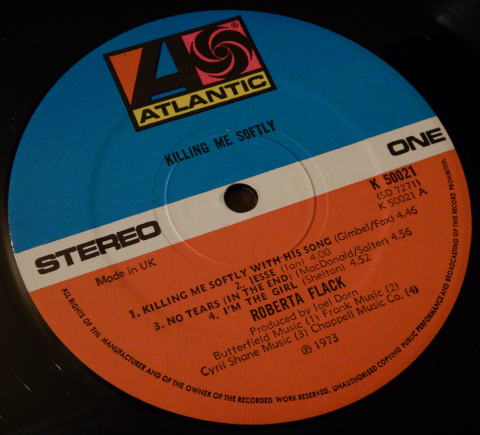 ATLANTIC
KILLING ME SOFTLY
STEREO
ONE
Made in UK
K 50021
(SD 7271)
K 50021 A
1. KILLING ME SOFTLY WITH HIS SONG (Gimbel/Fox) 4.46
2. JESSE (Ian) 4.00
3. NO TEARS (IN THE END) (MacDonald/Salter) 4.56
4. I'M THE GIRL (Shelton) 4.52
ROBERTA FLACK
Produced by Joel Dorn
Butterfield Music (1) Frank Music (2)
Cyril Shane Music (3) Chappell Music Co. (4)
℗ 1973
ALL RIGHTS OF THE MANUFACTURER AND OF THE OWNER OF THE RECORDED WORK RESERVED. UNAUTHORISED COPYING PUBLIC PERFORMANCE AND BROADCASTING OF THIS RECORD PROHIBITED.